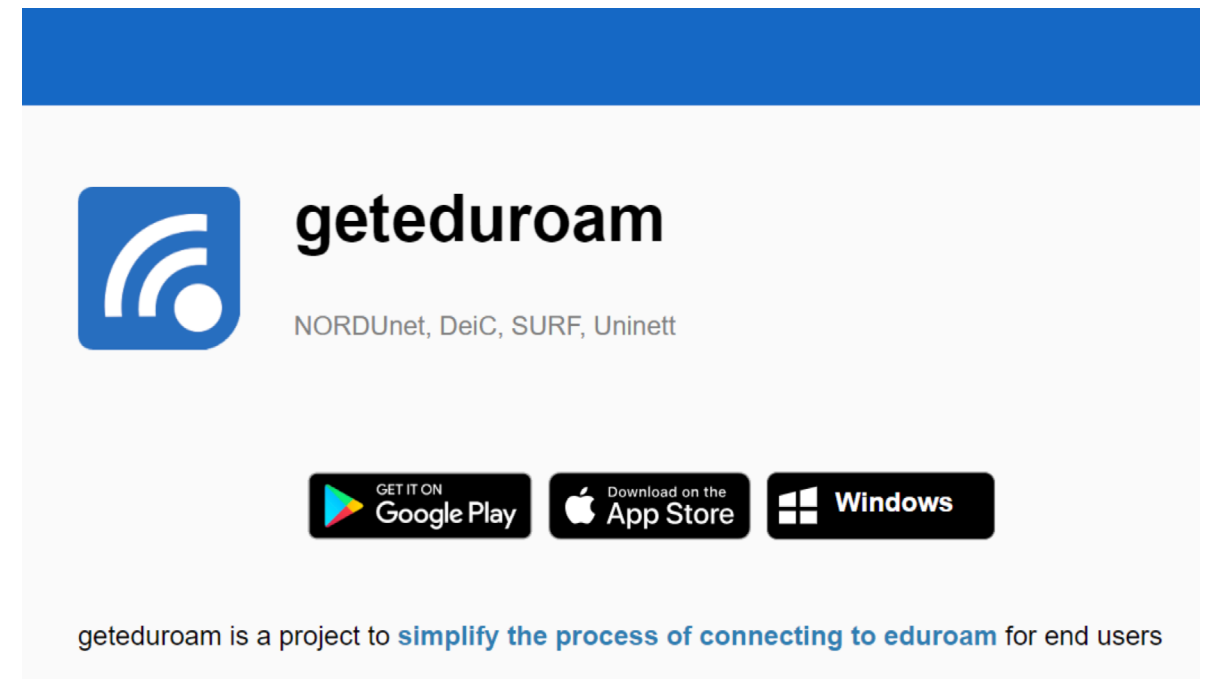 geteduroam
NORDUnet, DeiC, SURF, Uninett
GET IT ON
Google Play
Download on the
App Store
Windows
geteduroam is a project to simplify the process of connecting to eduroam for end users